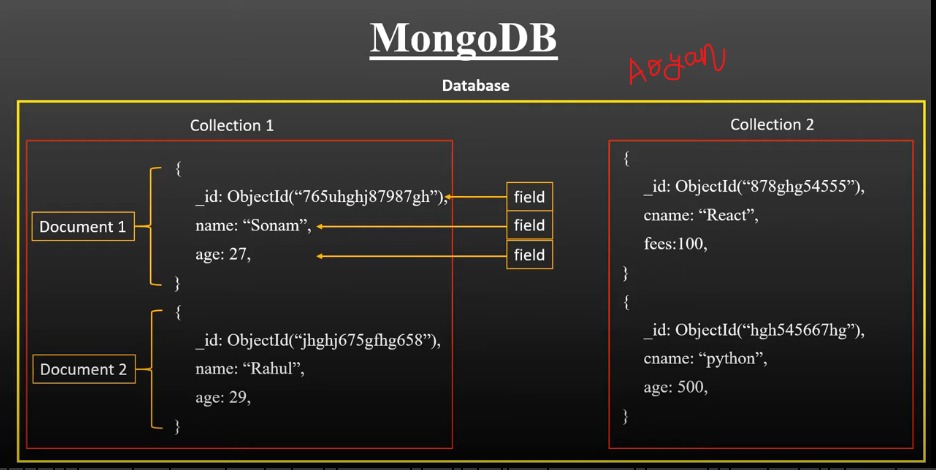 MongoDB
Aoyan
Database
Collection 1
{
_id: ObjectId(“765uhghj87987gh”),
name: “Sonam”,
age: 27,
}
{
_id: ObjectId(“jhghj675gfhg658”),
name: “Rahul”,
age: 29,
}
Document 1
Document 2
field
field
field
Collection 2
{
_id: ObjectId(“878ghg54555”),
cname: “React”,
fees:100,
}
{
_id: ObjectId(“hgh545667hg”),
cname: “python”,
age: 500,
}